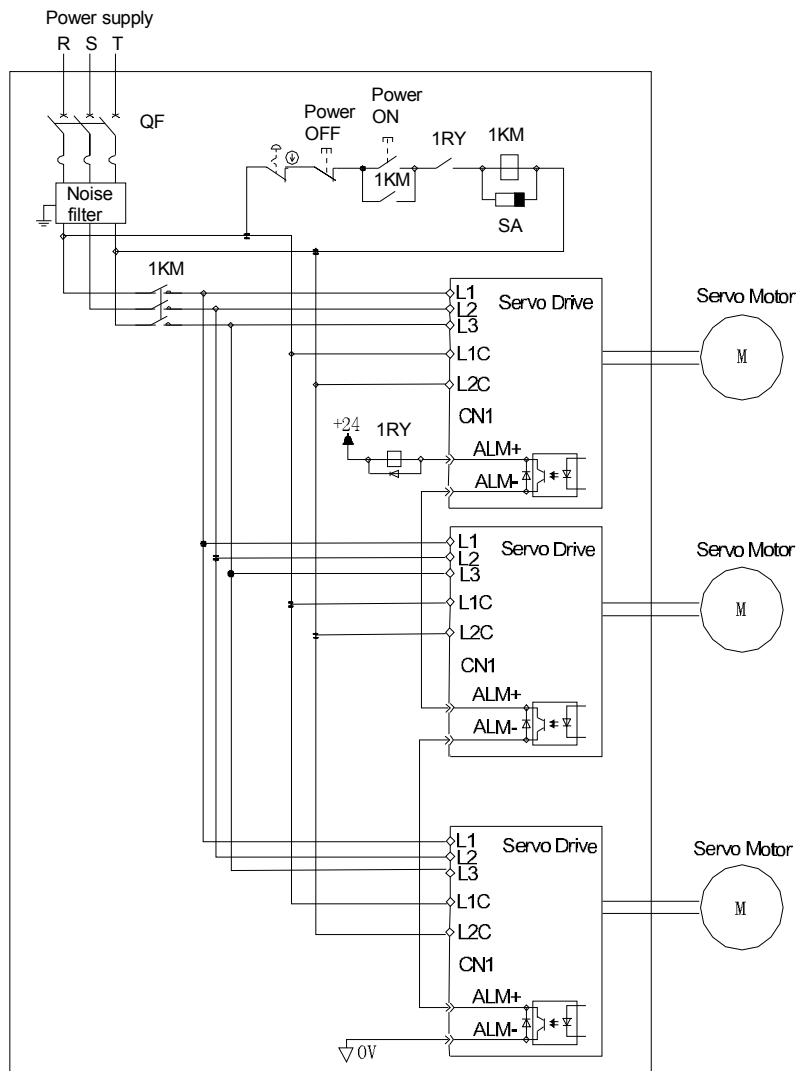 Power supply
R S T
QF
Power OFF
Power ON
1RY
1KM
1KM
SA
Noise filter
1KM
L1
L2
L3
L1C
L2C
Servo Drive
CN1
+24
1RY
ALM+
ALM-
Servo Motor
M
L1
L2
L3
L1C
L2C
Servo Drive
CN1
ALM+
ALM-
Servo Motor
M
L1
L2
L3
L1C
L2C
Servo Drive
CN1
ALM+
ALM-
0V
Servo Motor
M